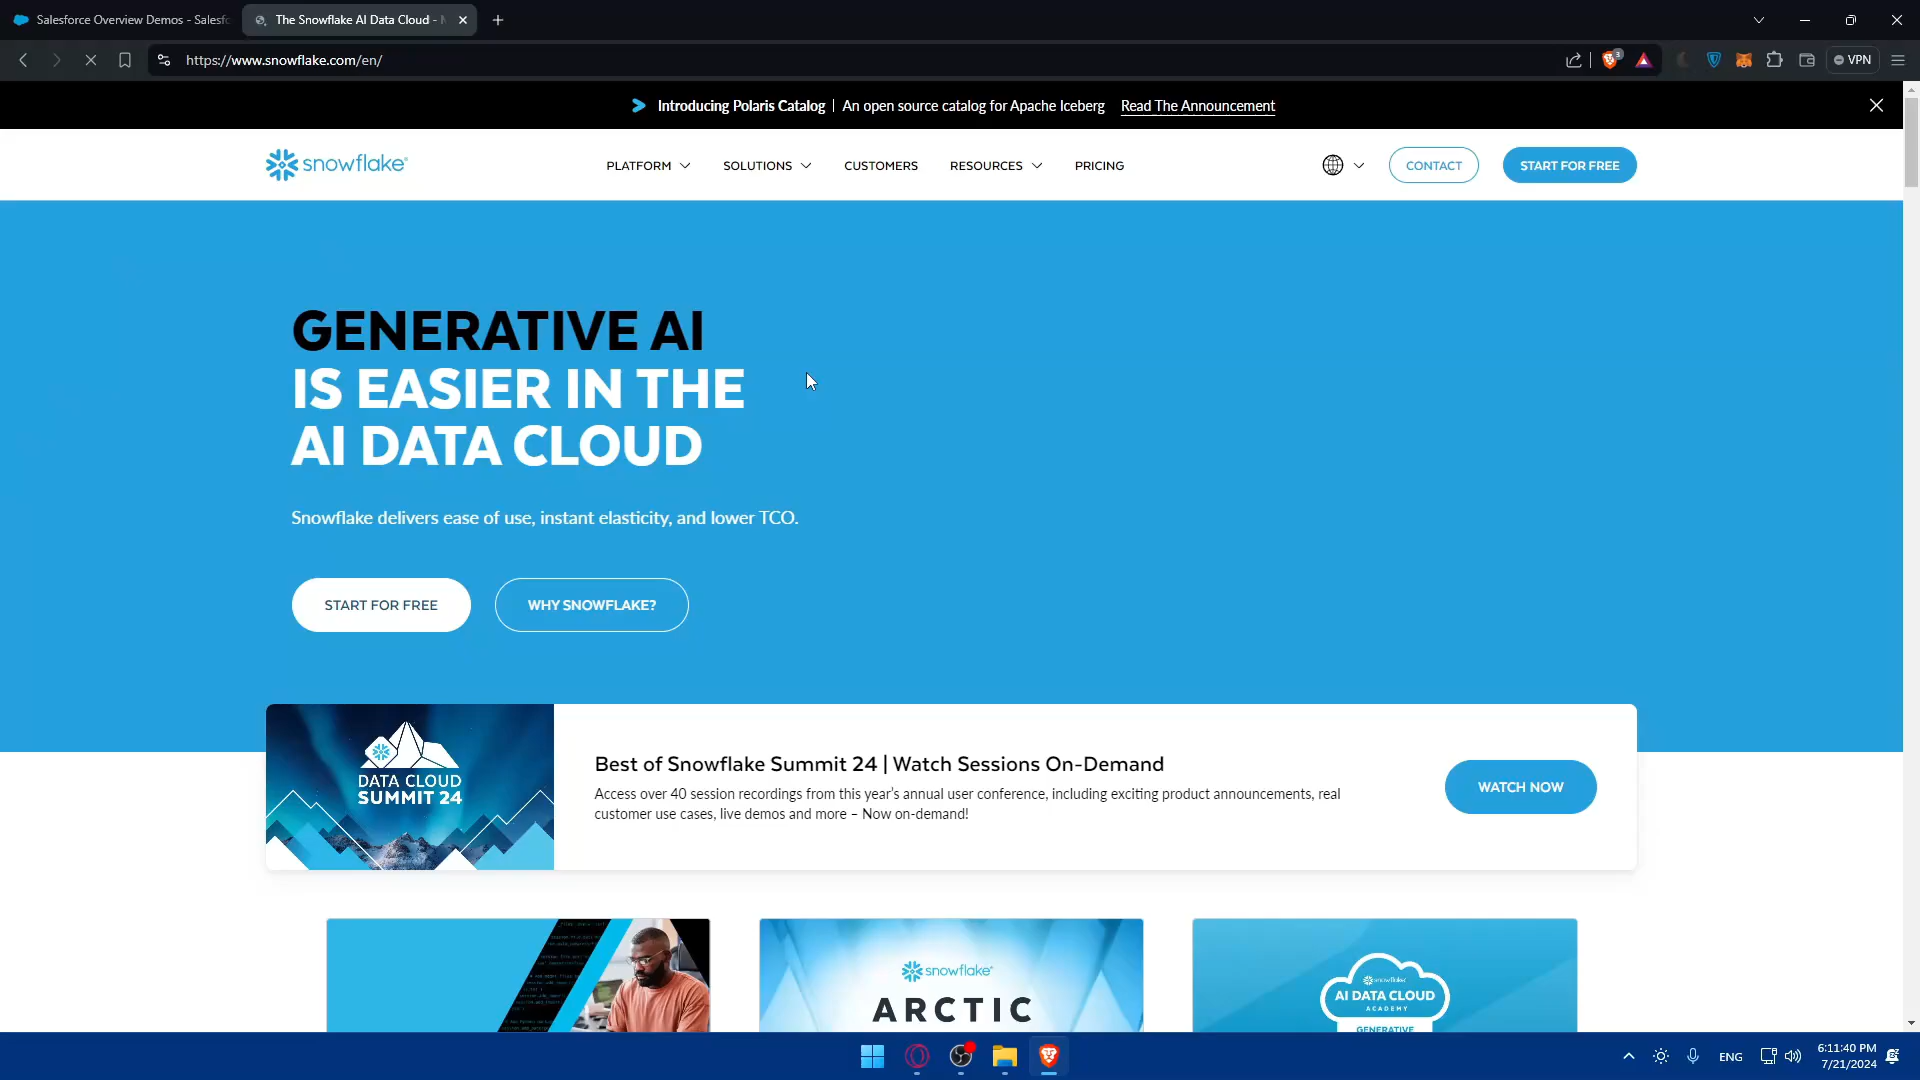 Salesforce Overview Demos - Salesfo
The Snowflake AI Data Cloud -
https://www.snowflake.com/en/
3
VPN
Introducing Polaris Catalog | An open source catalog for Apache Iceberg Read The Announcement
snowflake
PLATFORM
SOLUTIONS
CUSTOMERS
RESOURCES
PRICING
CONTACT
START FOR FREE
GENERATIVE AI
IS EASIER IN THE
AI DATA CLOUD
Snowflake delivers ease of use, instant elasticity, and lower TCO.
START FOR FREE
WHY SNOWFLAKE?
DATA CLOUD
SUMMIT 24
Best of Snowflake Summit 24 | Watch Sessions On-Demand
Access over 40 session recordings from this year's annual user conference, including exciting product announcements, real
customer use cases, live demos and more – Now on-demand!
WATCH NOW
snowflake
ARCTIC
snowflake
AI DATA CLOUD
ACADEMY
GENERATIVE
ENG
6:11:40 PM
7/21/2024